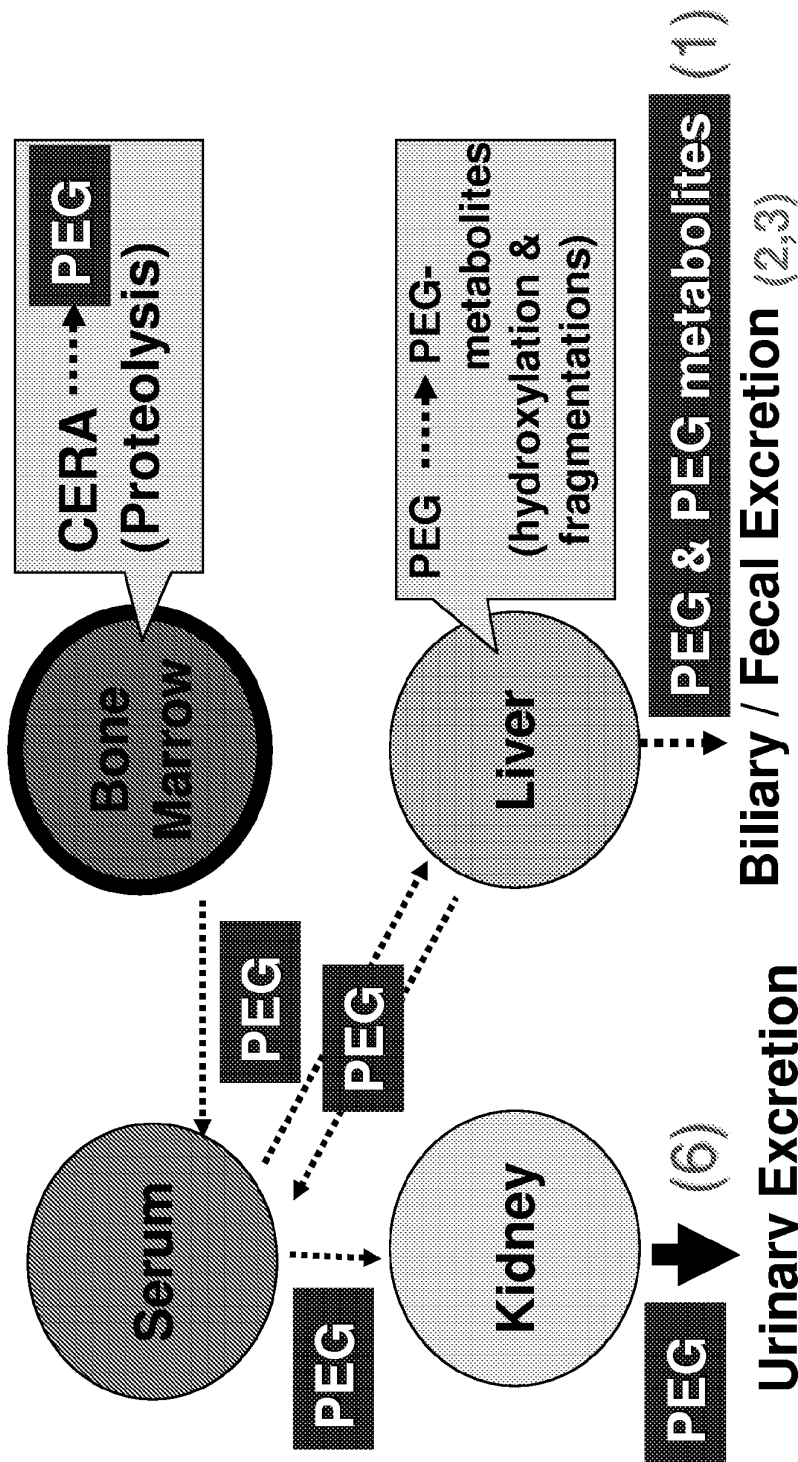 Serum
Bone
Marrow
CERA
PEG
(Proteolysis)
PEG
PEG
PEG
Kidney
Liver
PEG
PEG-
metabolites
(hydroxylation &
fragmentations)
PEG
(6)
PEG & PEG metabolites
(1)
Urinary Excretion
Biliary / Fecal Excretion
(2,3)